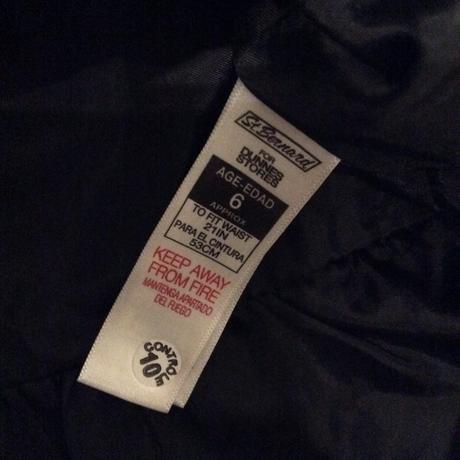 St. Bernard
FOR
DUNNES
STORES
AGE-EDAD
6
APPROX
TO FIT WAIST
21IN
PARA EL CINTURA
53CM
KEEP AWAY
FROM FIRE
MANTENGA APARTADO
DEL FUEGO
CONTROLE
10